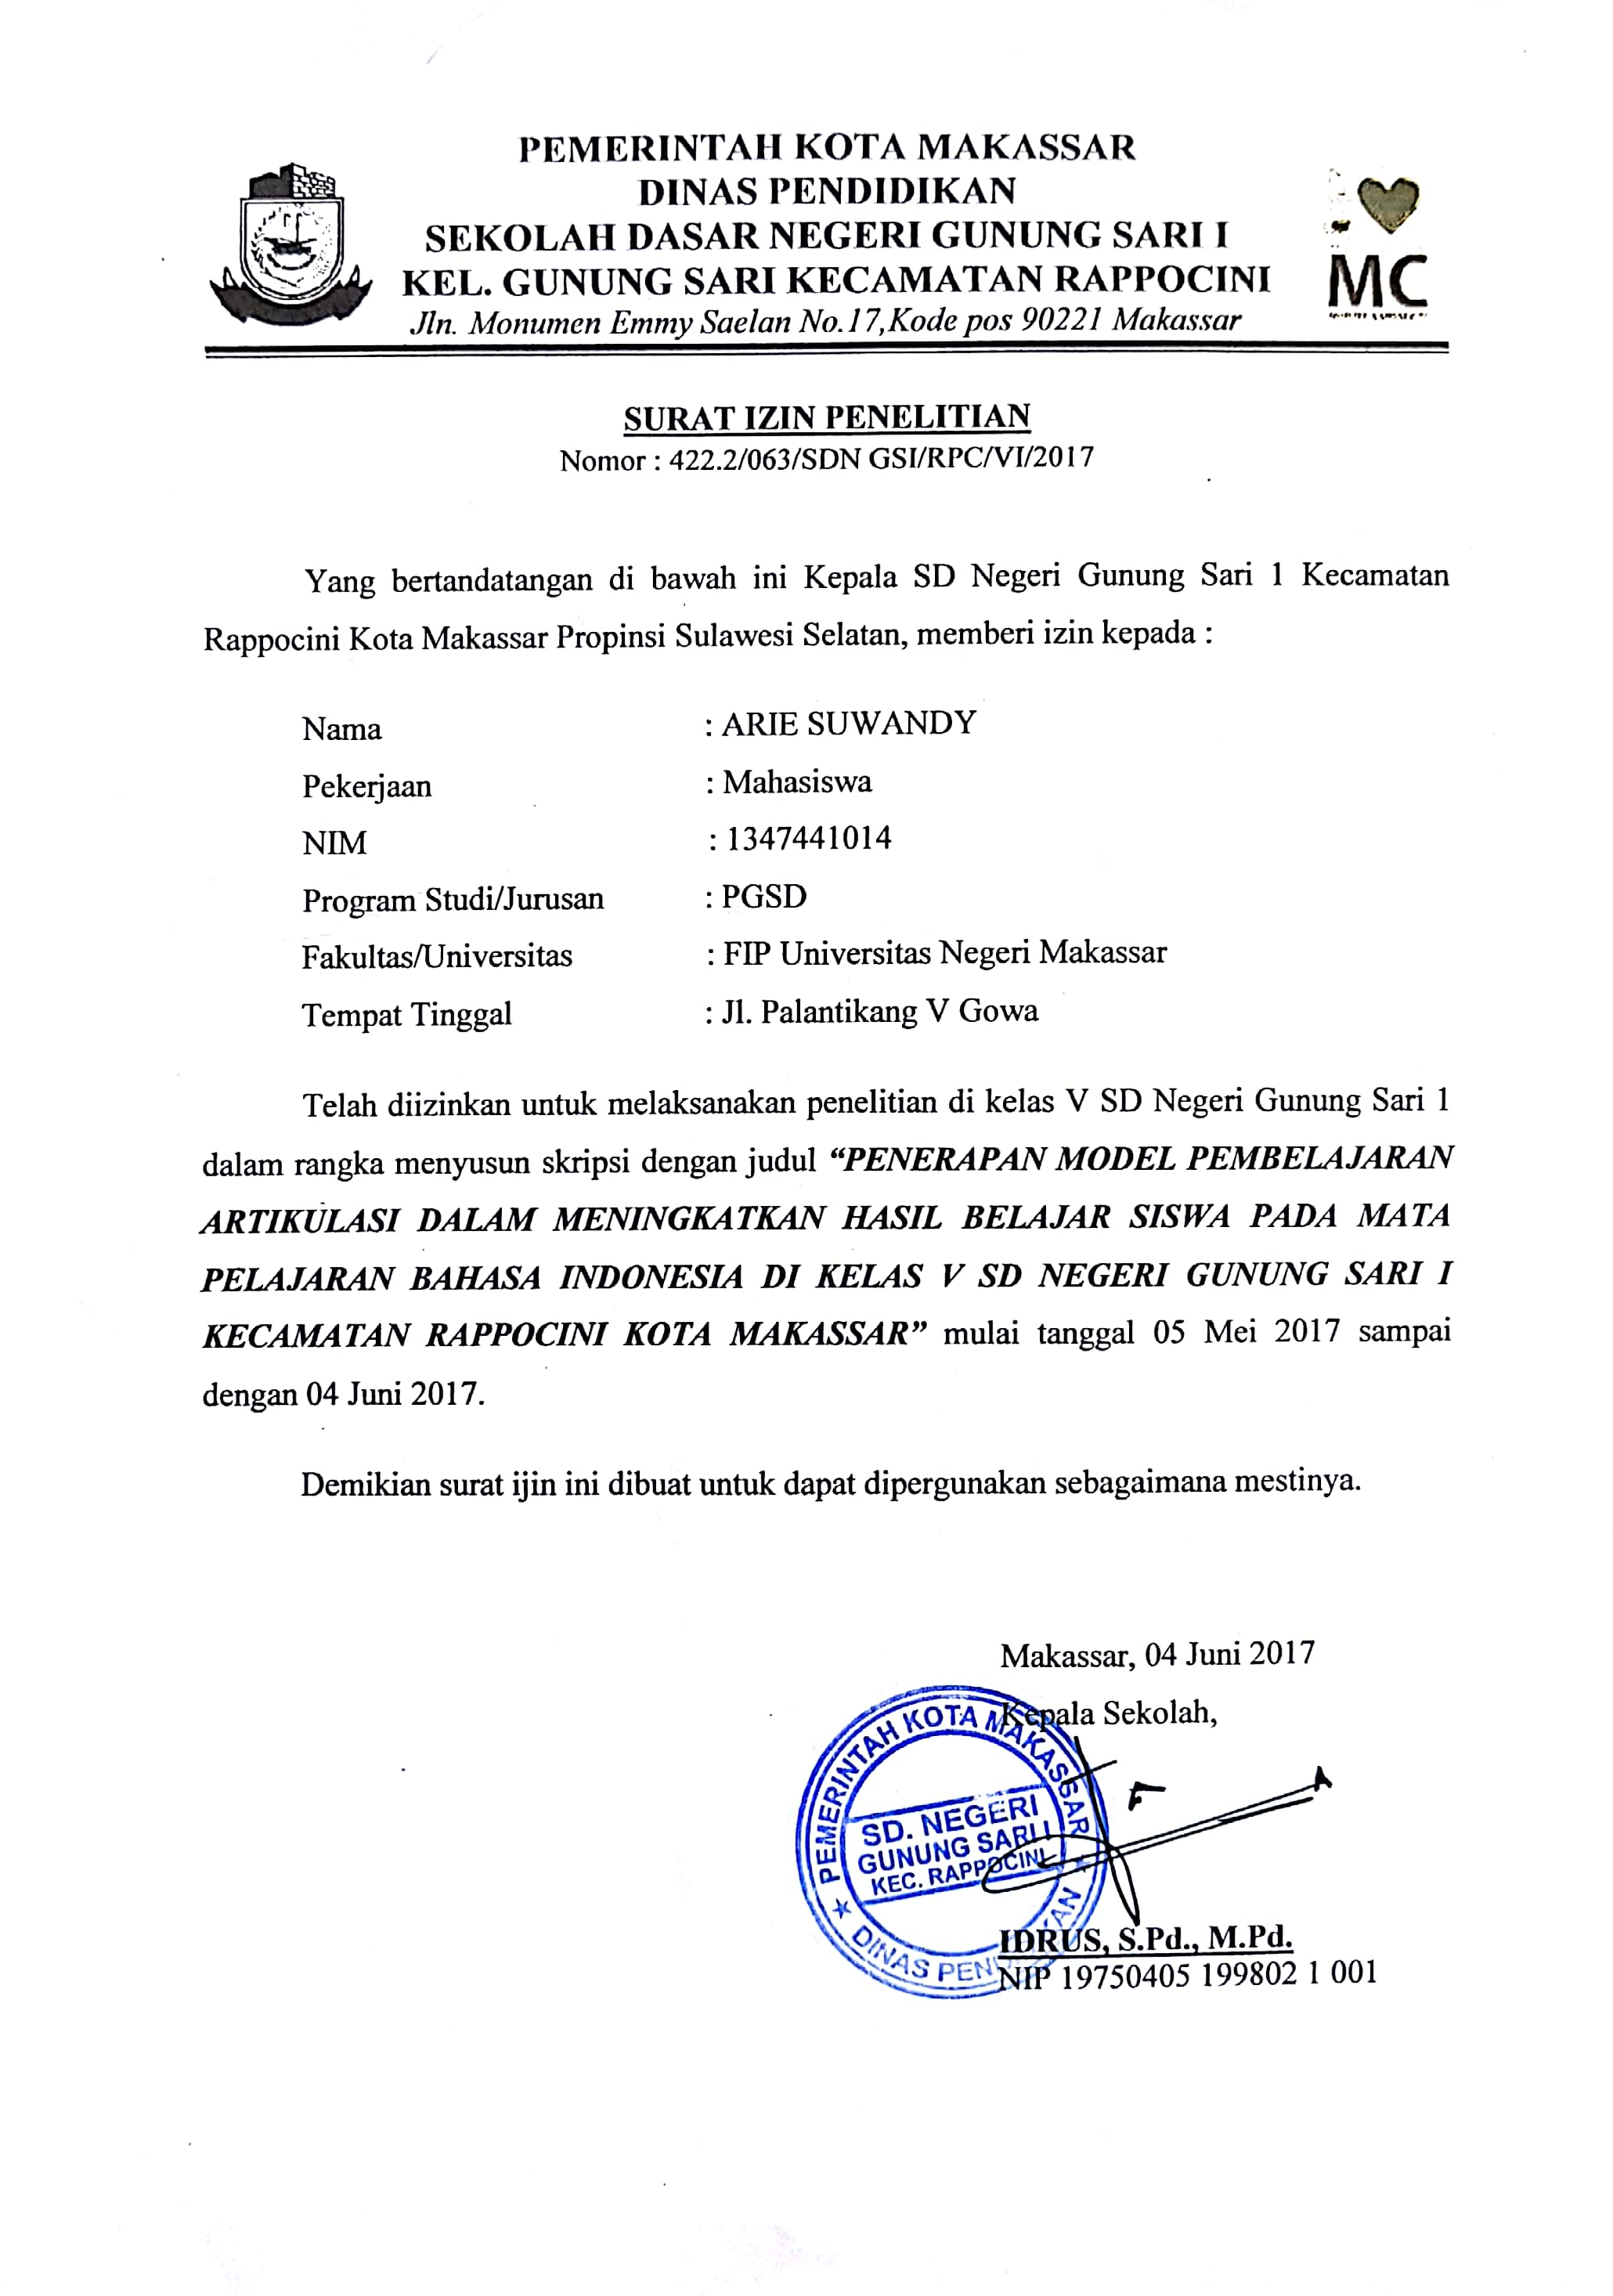 PEMERINTAH KOTA MAKASSAR
DINAS PENDIDIKAN
SEKOLAH DASAR NEGERI GUNUNG SARI I
KEL. GUNUNG SARI KECAMATAN RAPPOCINI
Jln. Monumen Emmy Saelan No.17,Kode pos 90221 Makassar
MC
SURAT IZIN PENELITIAN
Nomor : 422.2/063/SDN GSI/RPC/VI/2017
Yang bertandatangan di bawah ini Kepala SD Negeri Gunung Sari 1 Kecamatan
Rappocini Kota Makassar Propinsi Sulawesi Selatan, memberi izin kepada :
Nama : ARIE SUWANDY
Pekerjaan : Mahasiswa
NIM : 1347441014
Program Studi/Jurusan : PGSD
Fakultas/Universitas : FIP Universitas Negeri Makassar
Tempat Tinggal : Jl. Palantikang V Gowa
Telah diizinkan untuk melaksanakan penelitian di kelas V SD Negeri Gunung Sari 1
dalam rangka menyusun skripsi dengan judul “PENERAPAN MODEL PEMBELAJARAN
ARTIKULASI DALAM MENINGKATKAN HASIL BELAJAR SISWA PADA MATA
PELAJARAN BAHASA INDONESIA DI KELAS V SD NEGERI GUNUNG SARI I
KECAMATAN RAPPOCINI KOTA MAKASSAR” mulai tanggal 05 Mei 2017 sampai
dengan 04 Juni 2017.
Demikian surat ijin ini dibuat untuk dapat dipergunakan sebagaimana mestinya.
Makassar, 04 Juni 2017
Kepala Sekolah,
PEMERINTAH KOTA MAKASSAR
SD. NEGERI
GUNUNG SARI I
KEC. RAPPOCINI
DINAS
IDRUS, S.Pd., M.Pd.
NIP 19750405 199802 1 001